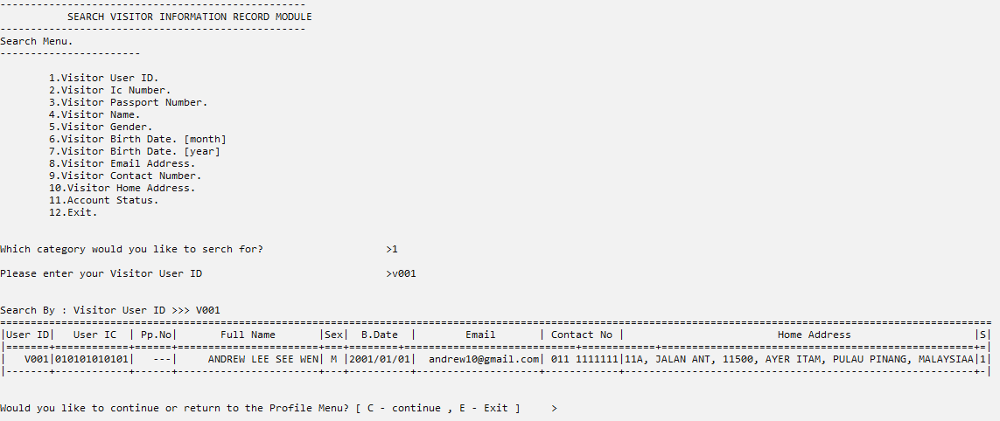 --------------------------------------------------
SEARCH VISITOR INFORMATION RECORD MODULE
--------------------------------------------------
Search Menu.
-----------------------
1.Visitor User ID.
2.Visitor Ic Number.
3.Visitor Passport Number.
4.Visitor Name.
5.Visitor Gender.
6.Visitor Birth Date. [month]
7.Visitor Birth Date. [year]
8.Visitor Email Address.
9.Visitor Contact Number.
10.Visitor Home Address.
11.Account Status.
12.Exit.
Which category would you like to serch for? >1
Please enter your Visitor User ID >v001
Search By : Visitor User ID >>> V001
|User ID| User IC | Pp.No| Full Name |Sex| B.Date | Email | Contact No | Home Address |S|
| V001|010101010101| ---| ANDREW LEE SEE WEN| M |2001/01/01| andrew10@gmail.com| 011 1111111|11A, JALAN ANT, 11500, AYER ITAM, PULAU PINANG, MALAYSIAA|1|
Would you like to continue or return to the Profile Menu? [ C - continue , E - Exit ] >